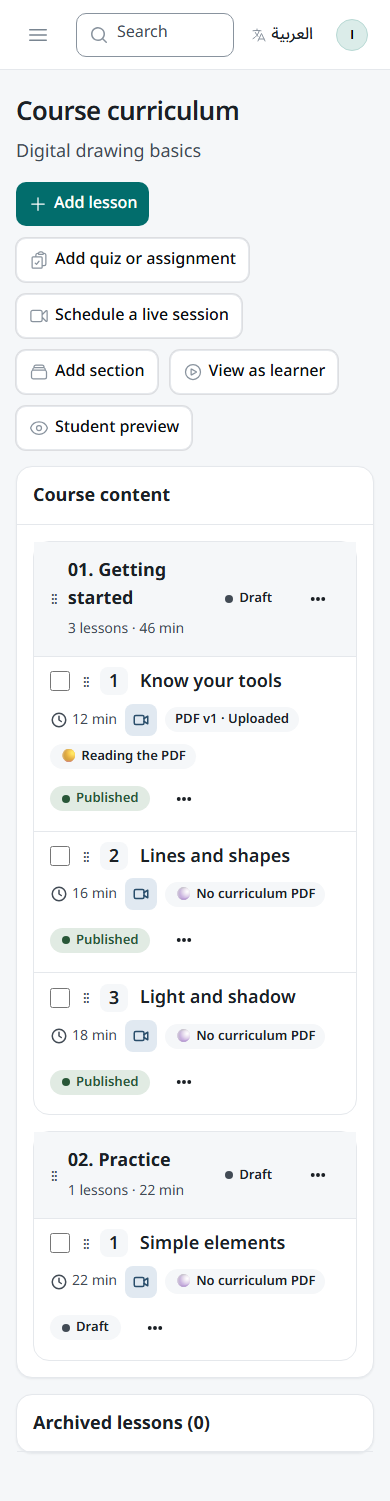 Search
العربية
I
Course curriculum
Digital drawing basics
Add lesson
Add quiz or assignment
Schedule a live session
Add section
View as learner
Student preview
Course content
01. Getting
started
Draft
3 lessons · 46 min
1 Know your tools
12 min PDF v1 · Uploaded
Reading the PDF
Published
2 Lines and shapes
16 min No curriculum PDF
Published
3 Light and shadow
18 min No curriculum PDF
Published
02. Practice
Draft
1 lessons · 22 min
1 Simple elements
22 min No curriculum PDF
Draft
Archived lessons (0)